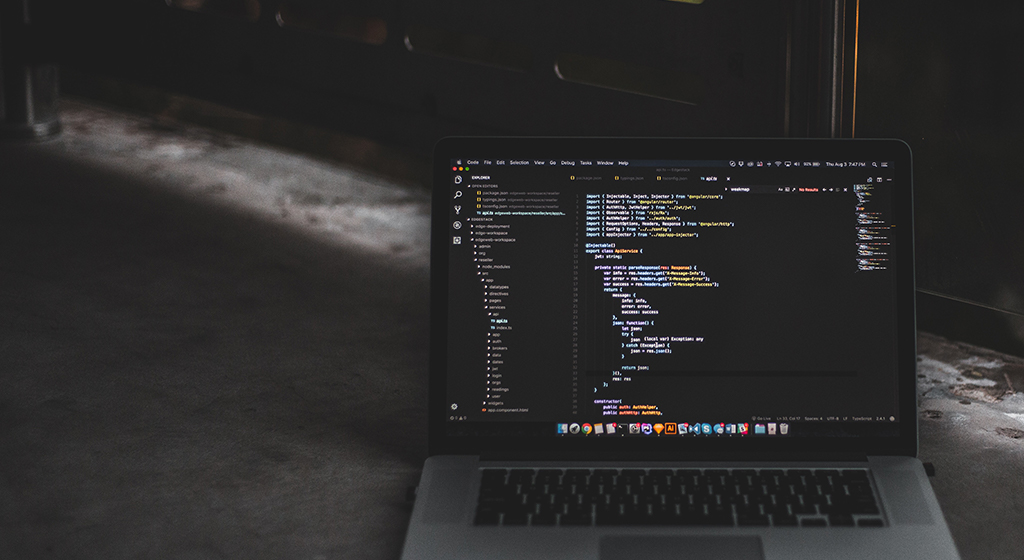 Code File Edit Selection View Go Debug Tasks Window Help
Thu Aug 3 7:47 PM
EXPLORER
OPEN EDITORS
package.json
typings.json
tsconfig.json
api.ts
weakmap
No Results
edge-deployment
edge-workspace
edgeweb-workspace
admin
org
reseller
node_modules
src
app
datatypes
directives
pages
services
api
api.ts
index.ts
app
auth
brokers
data
dates
jwt
login
orgs
readings
user
widgets
app.component.html
import { Injectable, Inject, Injector } from "@angular/core";
import { Router } from "@angular/router";
import { AuthHttp, JwtHelper } from "../jwt/jwt";
import { Observable } from "rxjs/Rx";
import { AuthHelper } from "../auth/auth";
import { RequestOptions, Headers, Response } from "@angular/http";
import { Config } from "../../config";
import { appInjector } from "../app/app-injector";
@Injectable()
export class ApiService {
jwt: string;
private static parseResponse(res: Response) {
var info = res.headers.get("X-Message-Info");
var error = res.headers.get("X-Message-Error");
var success = res.headers.get("X-Message-Success");
return {
message: {
info: info,
error: error,
success: success
},
json: function() {
let json;
try {
json (local var) Exception: any
} catch (Exception) {
json = res.json();
}
return json;
}(),
res: res
};
}
constructor(
public auth: AuthHelper,
public authHttp: AuthHttp,
TypeScript